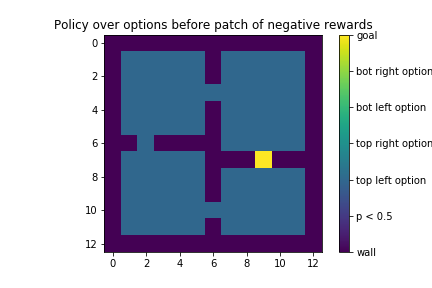 Policy over options before patch of negative rewards
0
2
4
6
8
10
12
0 2 4 6 8 10 12
goal
bot right option
bot left option
top right option
top left option
p < 0.5
wall